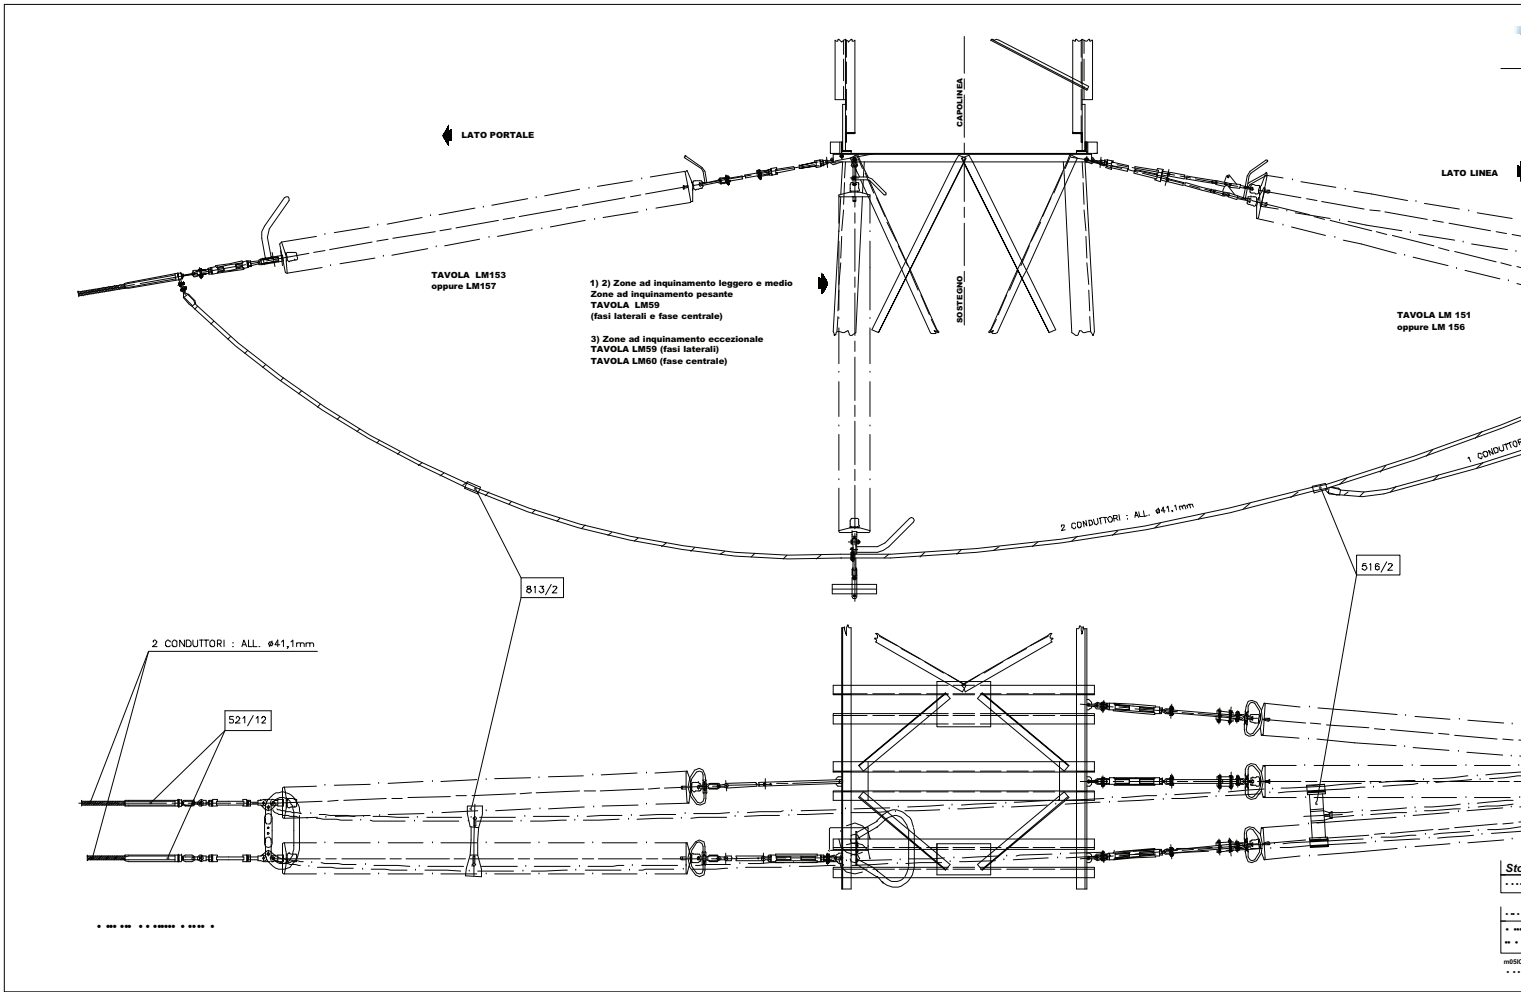 CAPOLINEA
LATO PORTALE
LATO LINEA
TAVOLA LM153
oppure LM157
1) 2) Zone ad inquinamento leggero e medio
Zone ad inquinamento pesante
TAVOLA LM59
(fasi laterali e fase centrale)
3) Zone ad inquinamento eccezionale
TAVOLA LM59 (fasi laterali)
TAVOLA LM60 (fase centrale)
SOSTEGNO
TAVOLA LM 151
oppure LM 156
1 CONDUTTOR
2 CONDUTTORI : ALL. ø41,1mm
813/2
516/2
2 CONDUTTORI : ALL. ø41,1mm
521/12
Sto